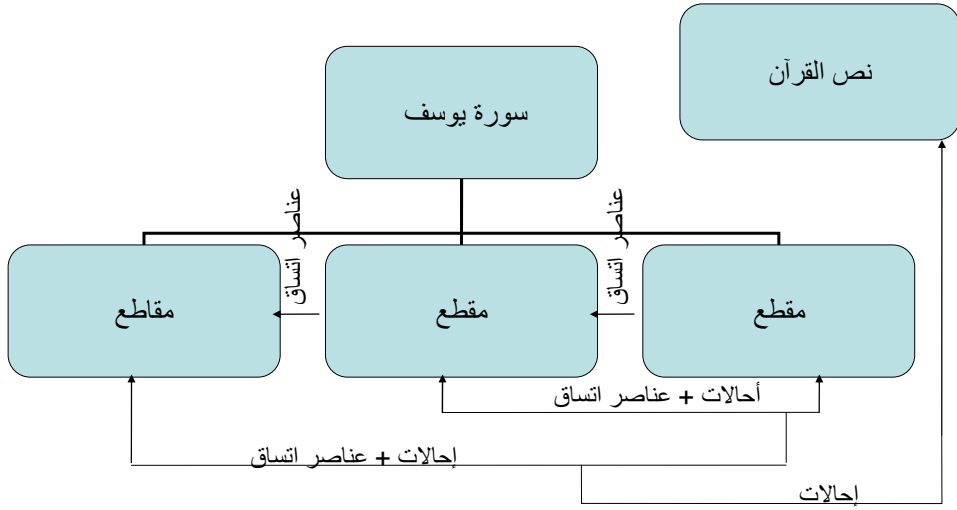 نص القرآن
سورة يوسف
عناصر اتساق
عناصر اتساق
مقطع
مقطع
مقاطع
أحالات + عناصر اتساق
إحالات + عناصر اتساق
إحالات